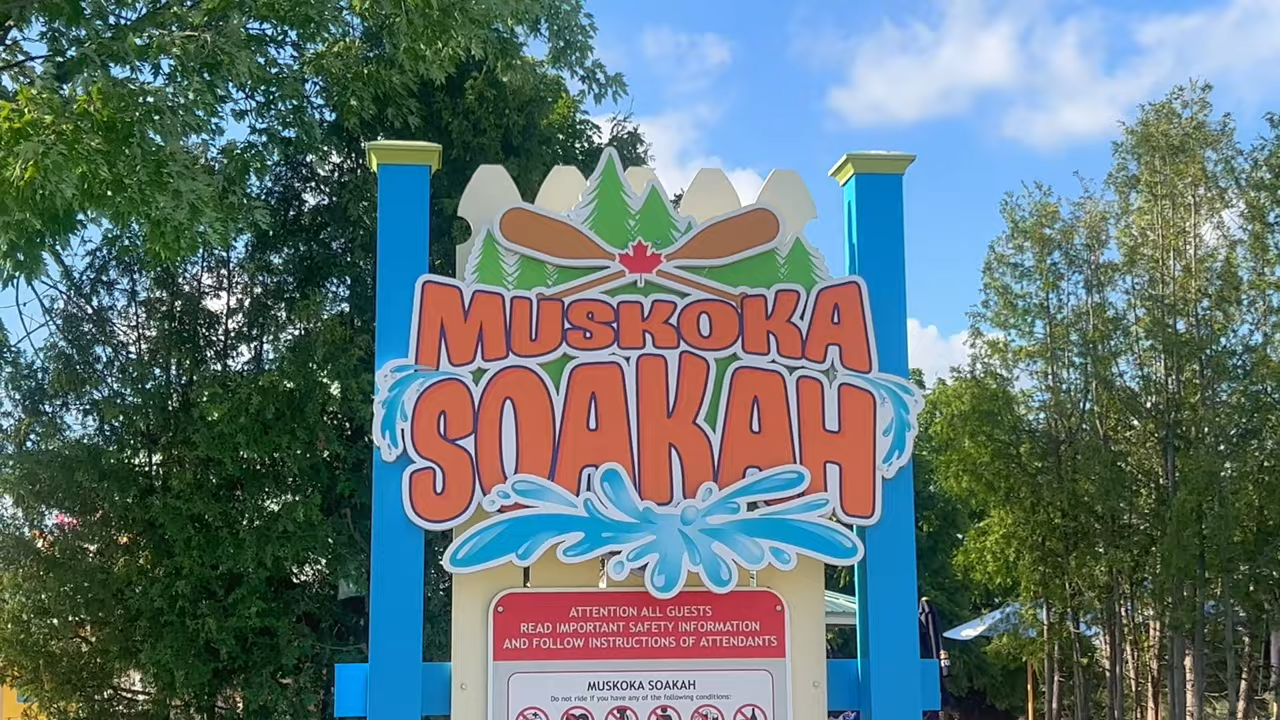 MUSKOKA
SOAKAH
ATTENTION ALL GUESTS
READ IMPORTANT SAFETY INFORMATION
AND FOLLOW INSTRUCTIONS OF ATTENDANTS
MUSKOKA SOAKAH
Do not ride if you have any of the following conditions: